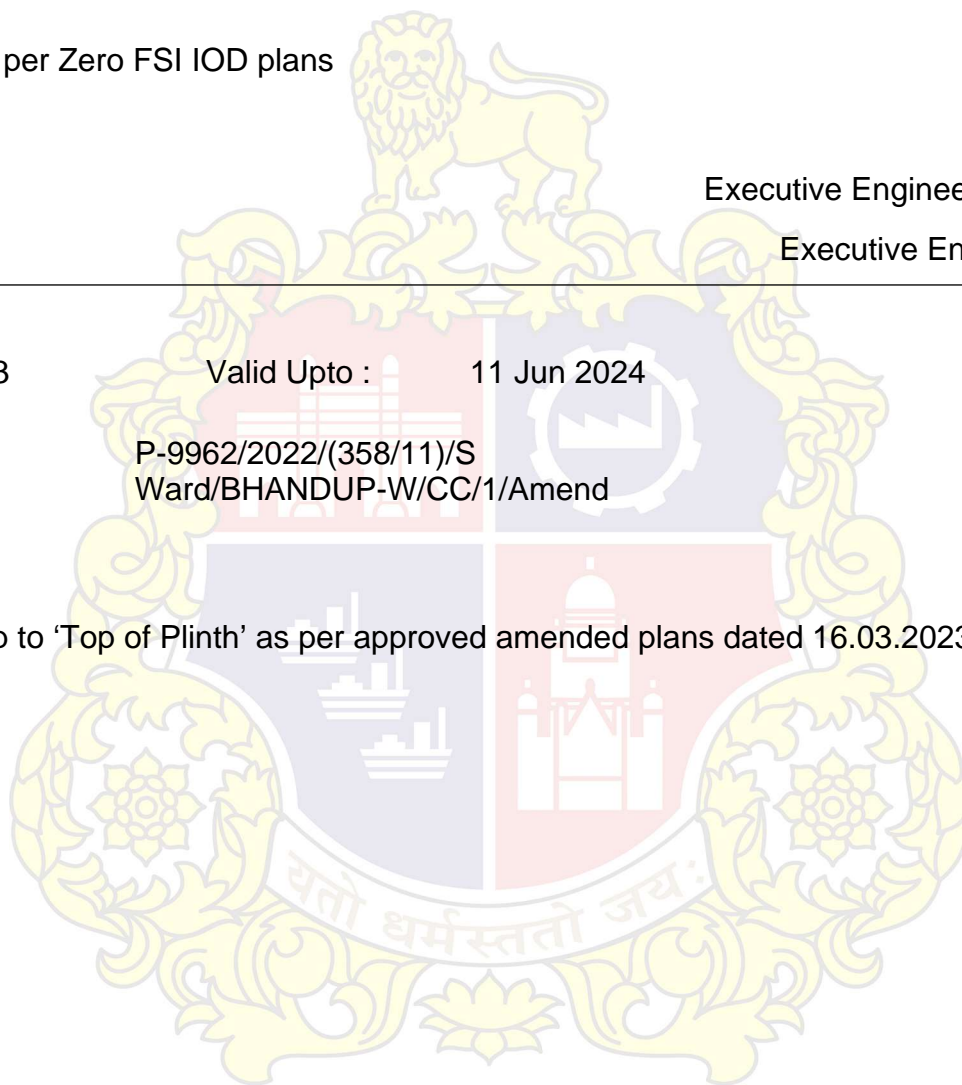 per Zero FSI IOD plans
Executive Enginee
Executive En
Valid Upto : 11 Jun 2024
P-9962/2022/(358/11)/S
Ward/BHANDUP-W/CC/1/Amend
to 'Top of Plinth' as per approved amended plans dated 16.03.2023
यतो धर्मस्ततो जय: